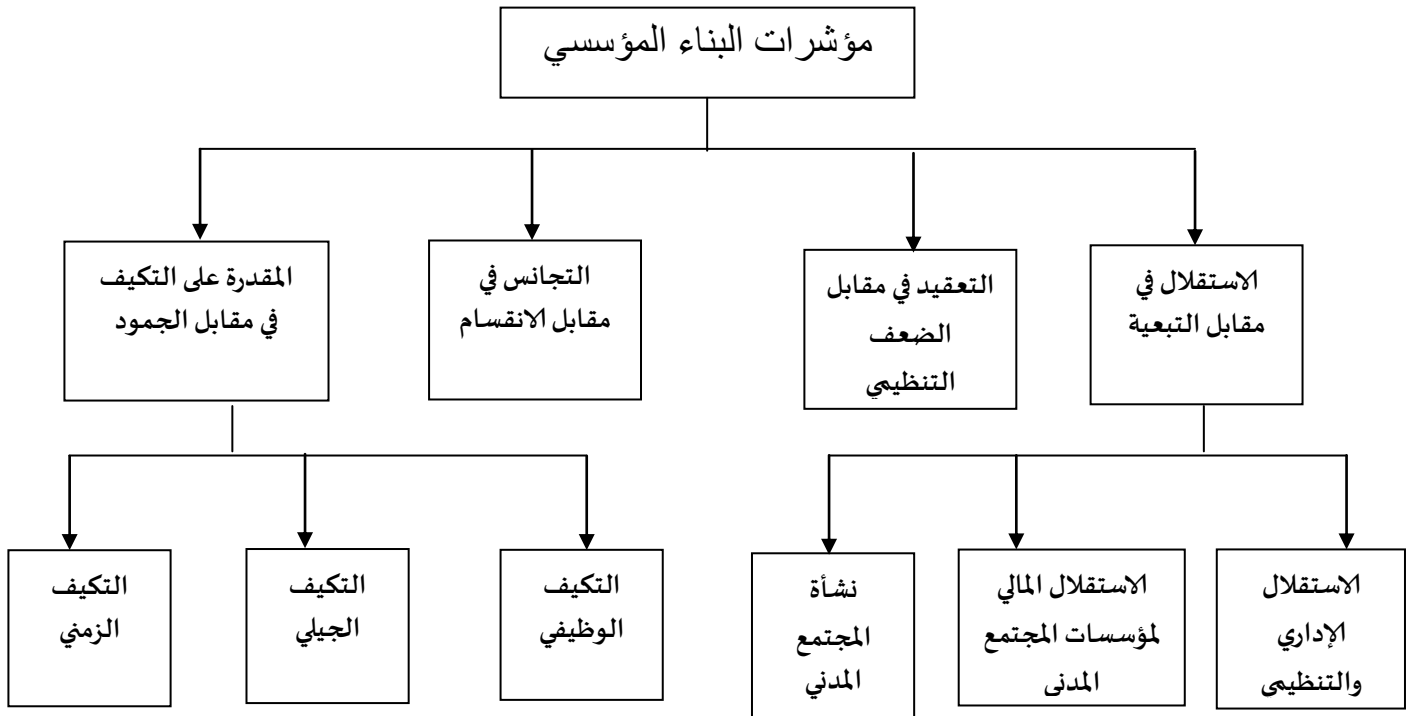 مؤشرات البناء المؤسسي
الاستقلال في
مقابل التبعية
التعقيد في مقابل
الضعف
التنظيمي
التجانس في
مقابل الانقسام
المقدرة على التكيف
في مقابل الجمود
الاستقلال
الإداري
والتنظيمى
الاستقلال المالي
لمؤسسات المجتمع
المدنى
نشأة
المجتمع
المدني
التكيف
الوظيفي
التكيف
الجيلي
التكيف
الزمني